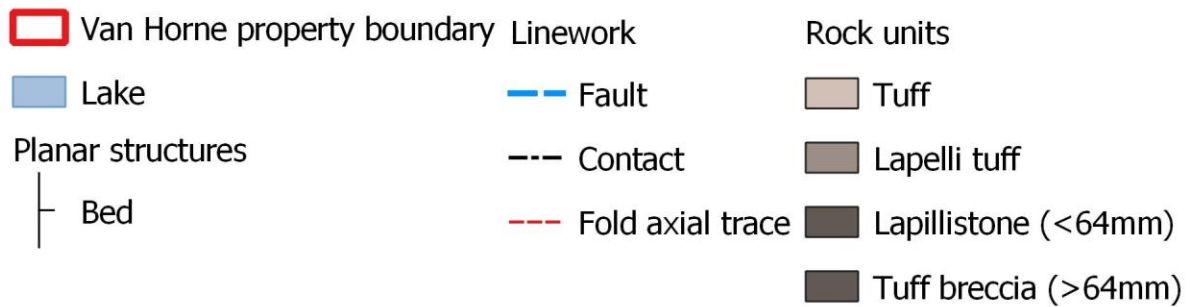 Van Horne property boundary
Lake
Planar structures
Bed
Linework
Fault
Contact
Fold axial trace
Rock units
Tuff
Lapelli tuff
Lapillistone (<64mm)
Tuff breccia (>64mm)